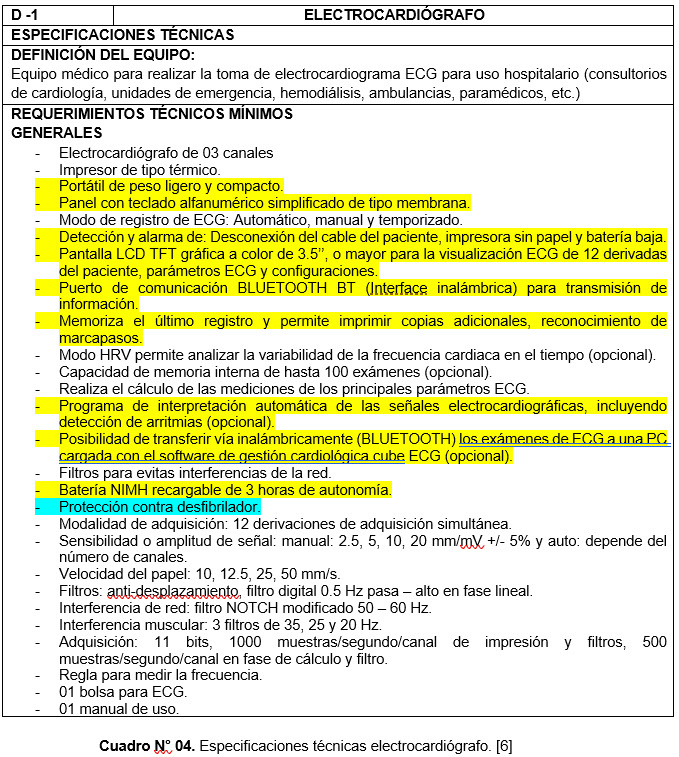 D -1 ELECTROCARDIÓGRAFO
ESPECIFICACIONES TÉCNICAS
DEFINICIÓN DEL EQUIPO:
Equipo médico para realizar la toma de electrocardiograma ECG para uso hospitalario (consultorios
de cardiología, unidades de emergencia, hemodiálisis, ambulancias, paramédicos, etc.)
REQUERIMIENTOS TÉCNICOS MÍNIMOS
GENERALES
- Electrocardiógrafo de 03 canales
- Impresor de tipo térmico.
- Portátil de peso ligero y compacto.
- Panel con teclado alfanumérico simplificado de tipo membrana.
- Modo de registro de ECG: Automático, manual y temporizado.
- Detección y alarma de: Desconexión del cable del paciente, impresora sin papel y batería baja.
- Pantalla LCD TFT gráfica a color de 3.5’’, o mayor para la visualización ECG de 12 derivadas
del paciente, parámetros ECG y configuraciones.
- Puerto de comunicación BLUETOOTH BT (Interface inalámbrica) para transmisión de
información.
- Memoriza el último registro y permite imprimir copias adicionales, reconocimiento de
marcapasos.
- Modo HRV permite analizar la variabilidad de la frecuencia cardiaca en el tiempo (opcional).
- Capacidad de memoria interna de hasta 100 exámenes (opcional).
- Realiza el cálculo de las mediciones de los principales parámetros ECG.
- Programa de interpretación automática de las señales electrocardiográficas, incluyendo
detección de arritmias (opcional).
- Posibilidad de transferir vía inalámbricamente (BLUETOOTH) los exámenes de ECG a una PC
cargada con el software de gestión cardiológica cube ECG (opcional).
- Filtros para evitas interferencias de la red.
- Batería NIMH recargable de 3 horas de autonomía.
- Protección contra desfibrilador.
- Modalidad de adquisición: 12 derivaciones de adquisición simultánea.
- Sensibilidad o amplitud de señal: manual: 2.5, 5, 10, 20 mm/mV +/- 5% y auto: depende del
número de canales.
- Velocidad del papel: 10, 12.5, 25, 50 mm/s.
- Filtros: anti-desplazamiento, filtro digital 0.5 Hz pasa – alto en fase lineal.
- Interferencia de red: filtro NOTCH modificado 50 – 60 Hz.
- Interferencia muscular: 3 filtros de 35, 25 y 20 Hz.
- Adquisición: 11 bits, 1000 muestras/segundo/canal de impresión y filtros, 500
muestras/segundo/canal en fase de cálculo y filtro.
- Regla para medir la frecuencia.
- 01 bolsa para ECG.
- 01 manual de uso.
Cuadro N° 04. Especificaciones técnicas electrocardiógrafo. [6]